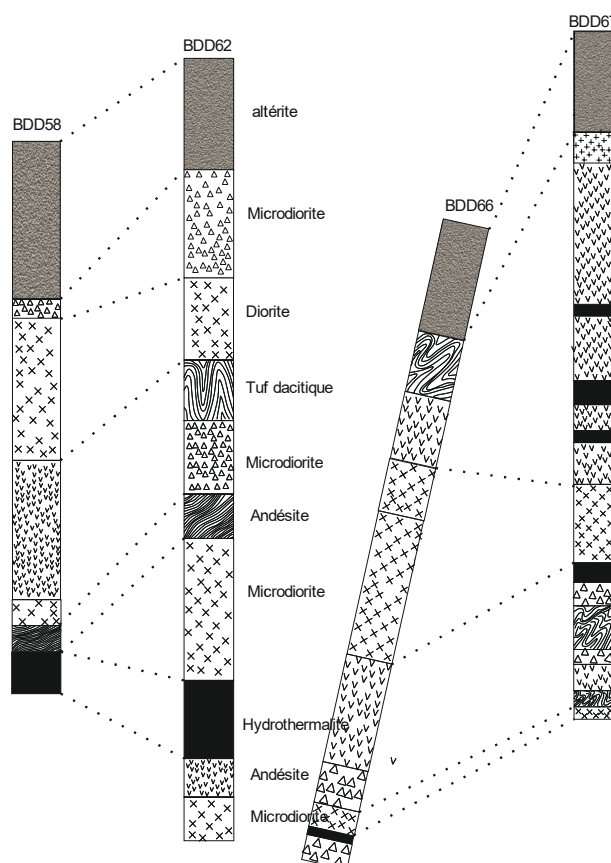 BDD67
BDD62
altérite
BDD58
BDD66
Microdiorite
Diorite
Tuf dacitique
Microdiorite
Andésite
Microdiorite
Hydrothermalite
Andésite
Microdiorite